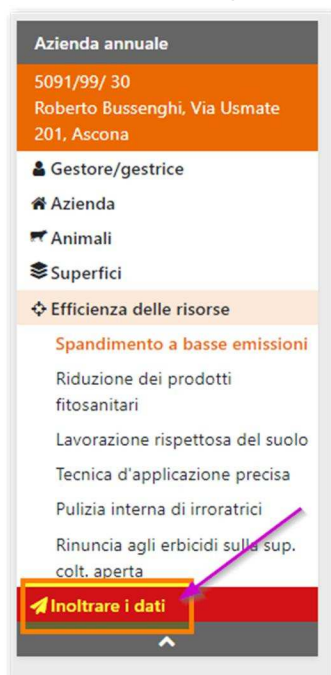 Azienda annuale
5091/99/ 30
Roberto Bussenghi, Via Usmate
201, Ascona
Gestore/gestrice
Azienda
Animali
Superfici
Efficienza delle risorse
Spandimento a basse emissioni
Riduzione dei prodotti
fitosanitari
Lavorazione rispettosa del suolo
Tecnica d'applicazione precisa
Pulizia interna di irroratrici
Rinuncia agli erbicidi sulla sup.
colt. aperta
Inoltrare i dati